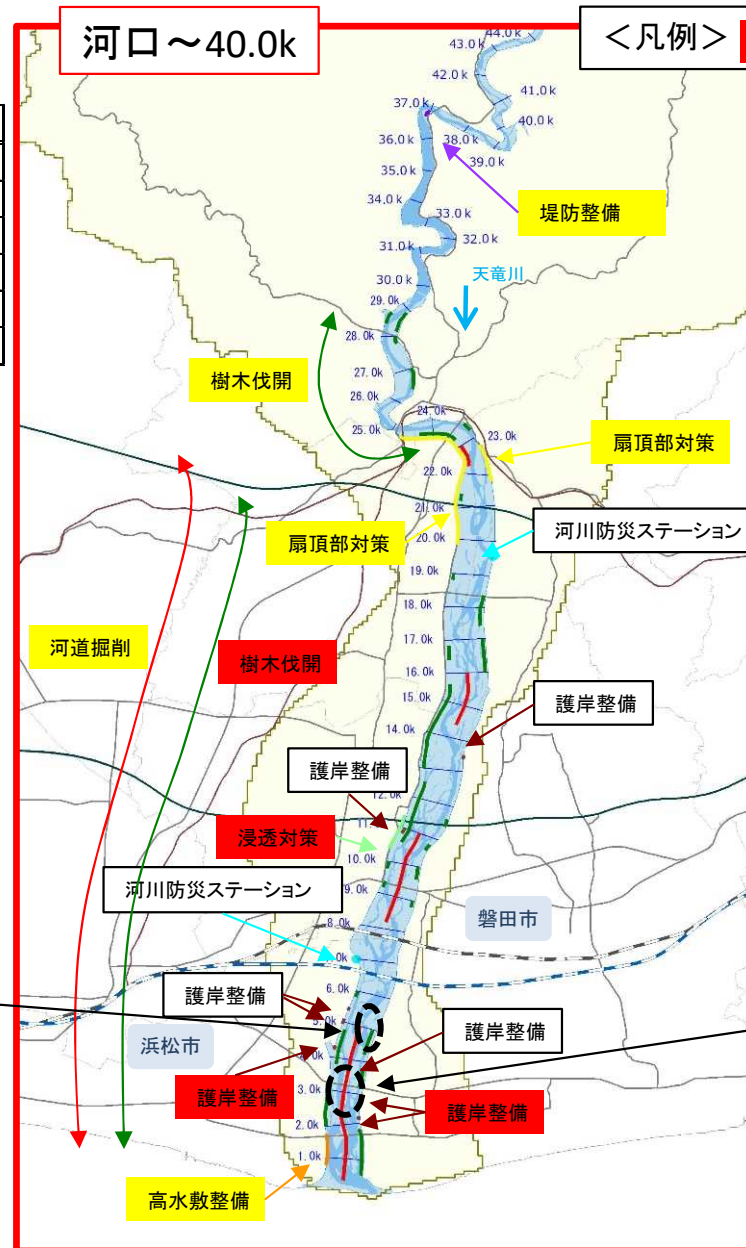 河口～40.0k
＜凡例＞
44.0k
43.0k
42.0k
41.0k
40.0k
37.0k
38.0k
39.0k
36.0k
35.0k
堤防整備
34.0k
33.0k
32.0k
31.0k
天竜川
30.0k
29.0k
28.0k
樹木伐開
27.0k
26.0k
24.0k
25.0k
23.0k
扇頂部対策
22.0k
21.0k
扇頂部対策
20.0k
河川防災ステーション
19.0k
18.0k
河道掘削
樹木伐開
17.0k
16.0k
15.0k
護岸整備
14.0k
護岸整備
12.0k
11.
浸透対策
10.0k
河川防災ステーション
9.0k
磐田市
8.0k
0k
護岸整備
6.0k
5.0k
護岸整備
浜松市
4.0k
3.0k
護岸整備
護岸整備
2.0k
1.0k
高水敷整備